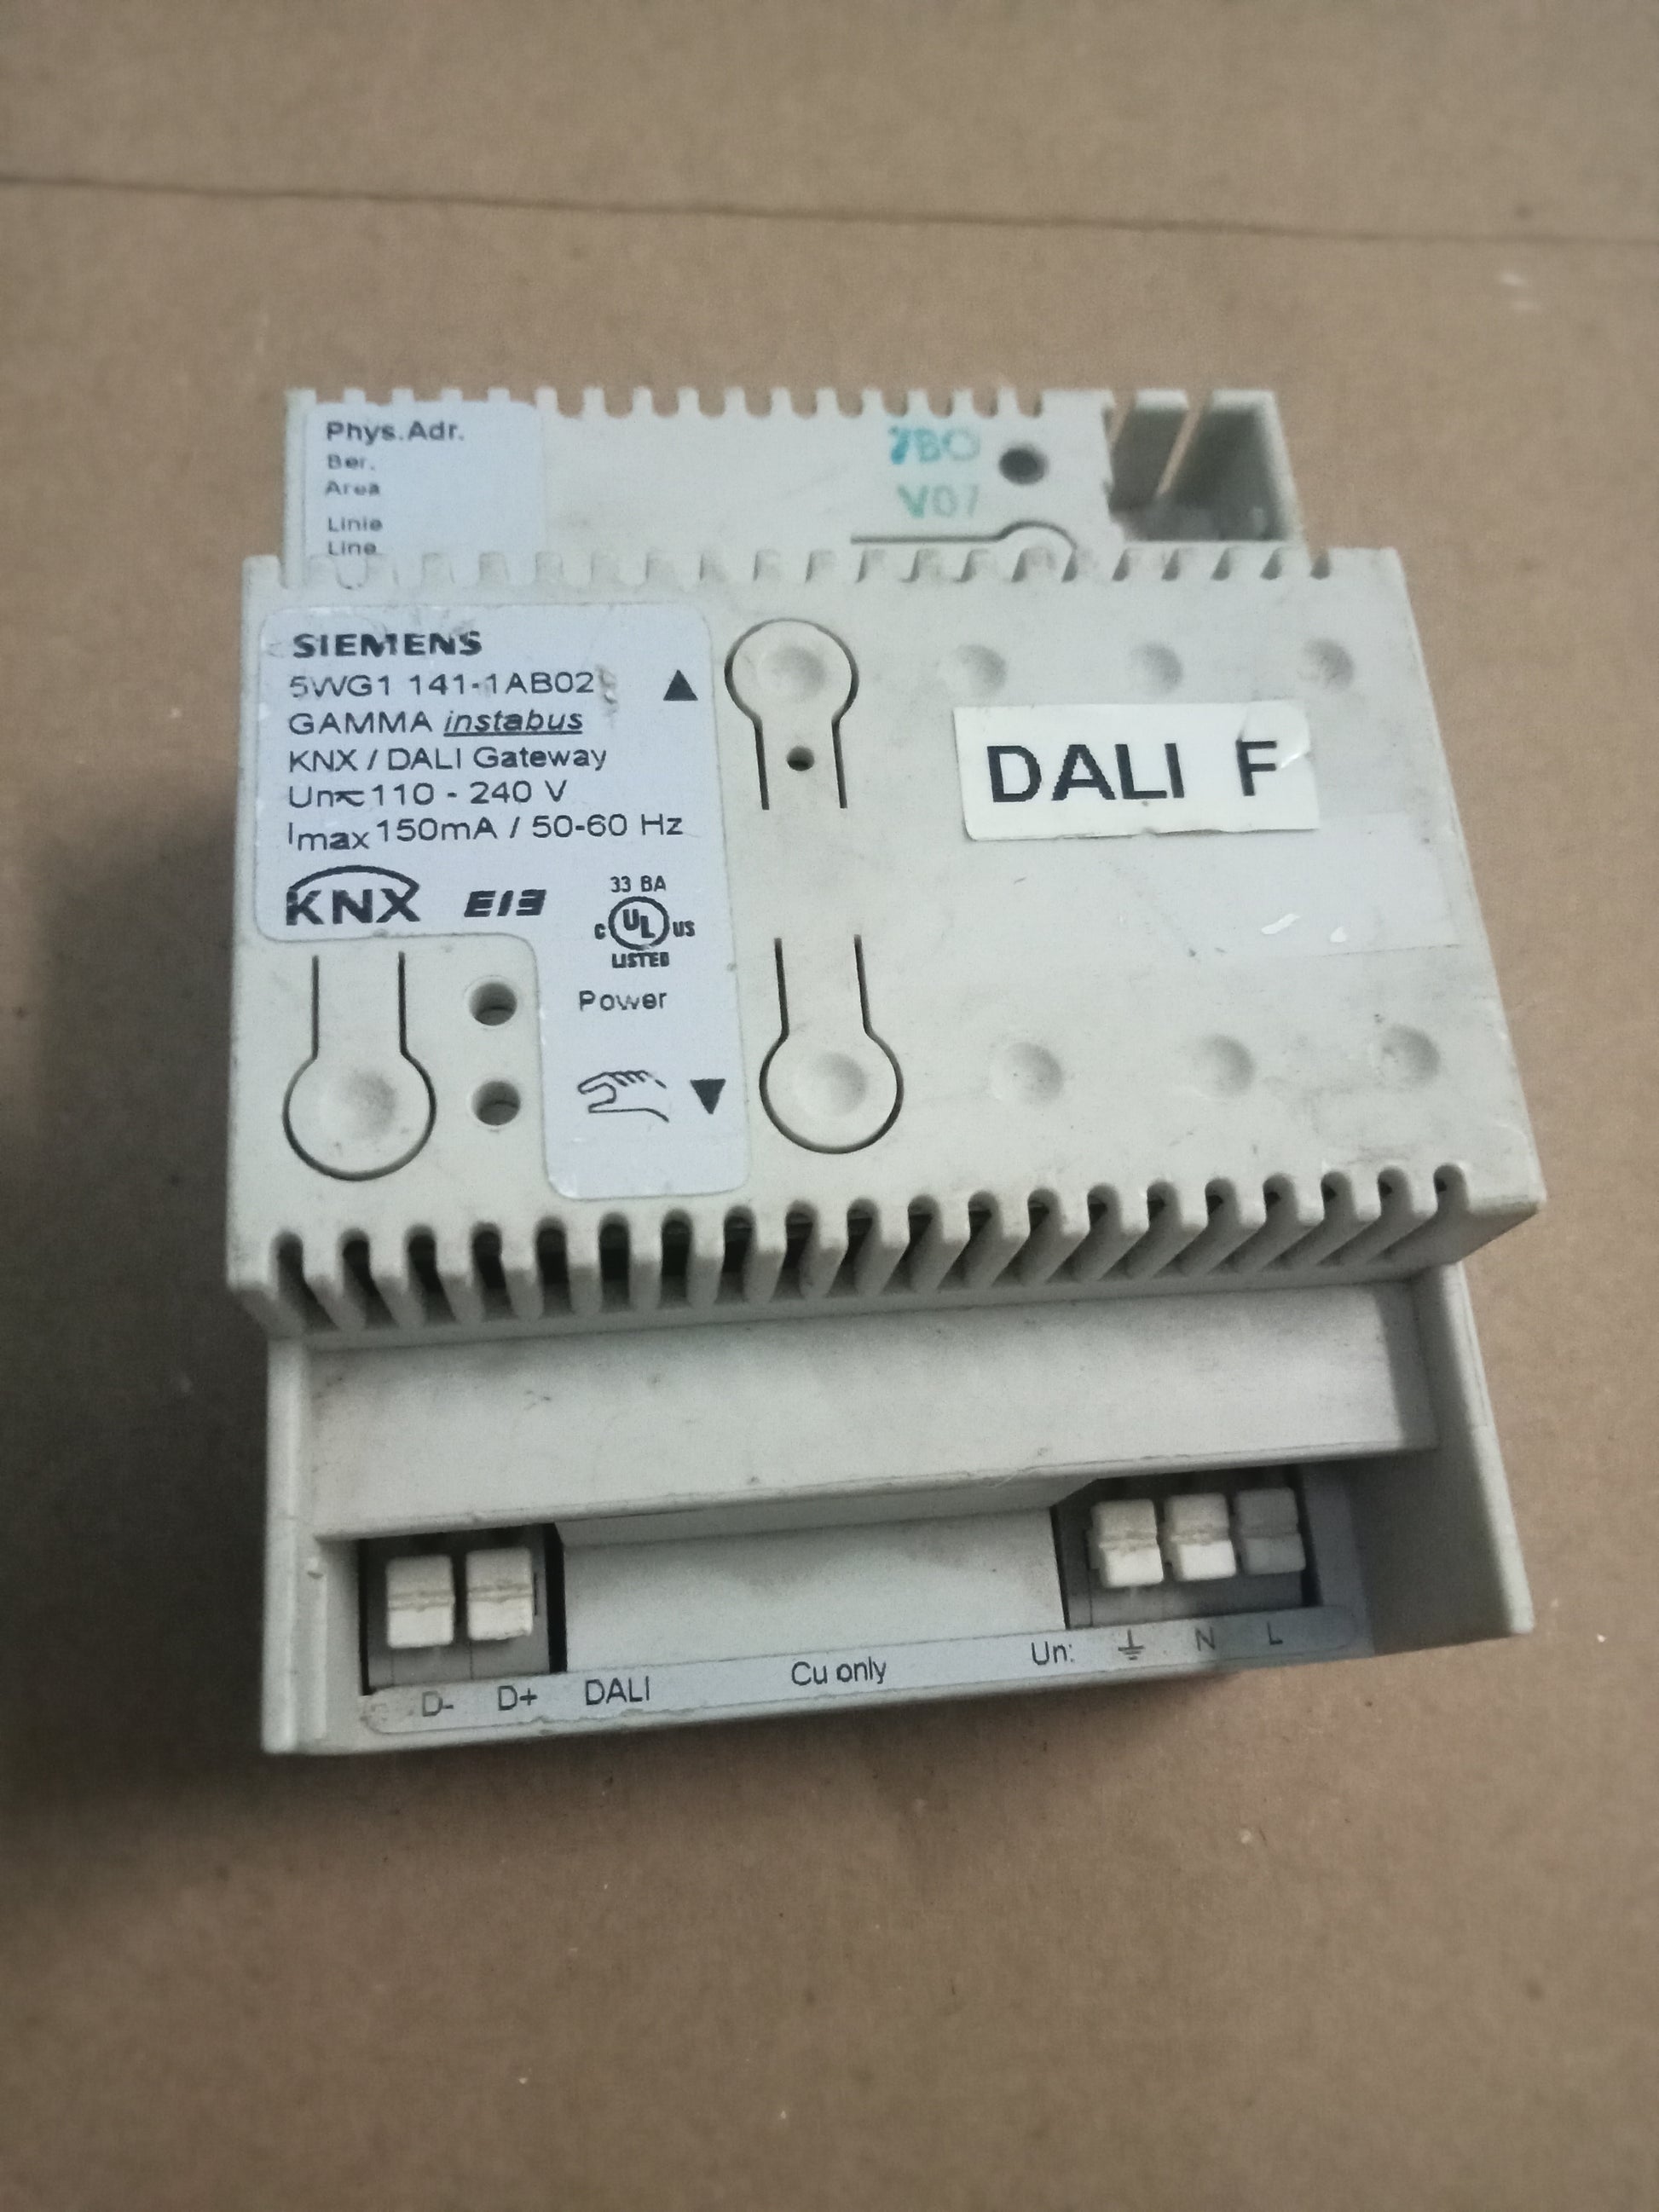 Phys.Adr.
Ber.
Area
Linie
Line
V07
SIEMENS
5WG1 141-1AB02
GAMMA instabus
KNX / DALI Gateway
Un 110 - 240 V
Imax 150mA / 50-60 Hz
KNX EIB
33 BA
C UL US
LISTED
Power
DALI F
D- D+ DALI Cu only Un: N L